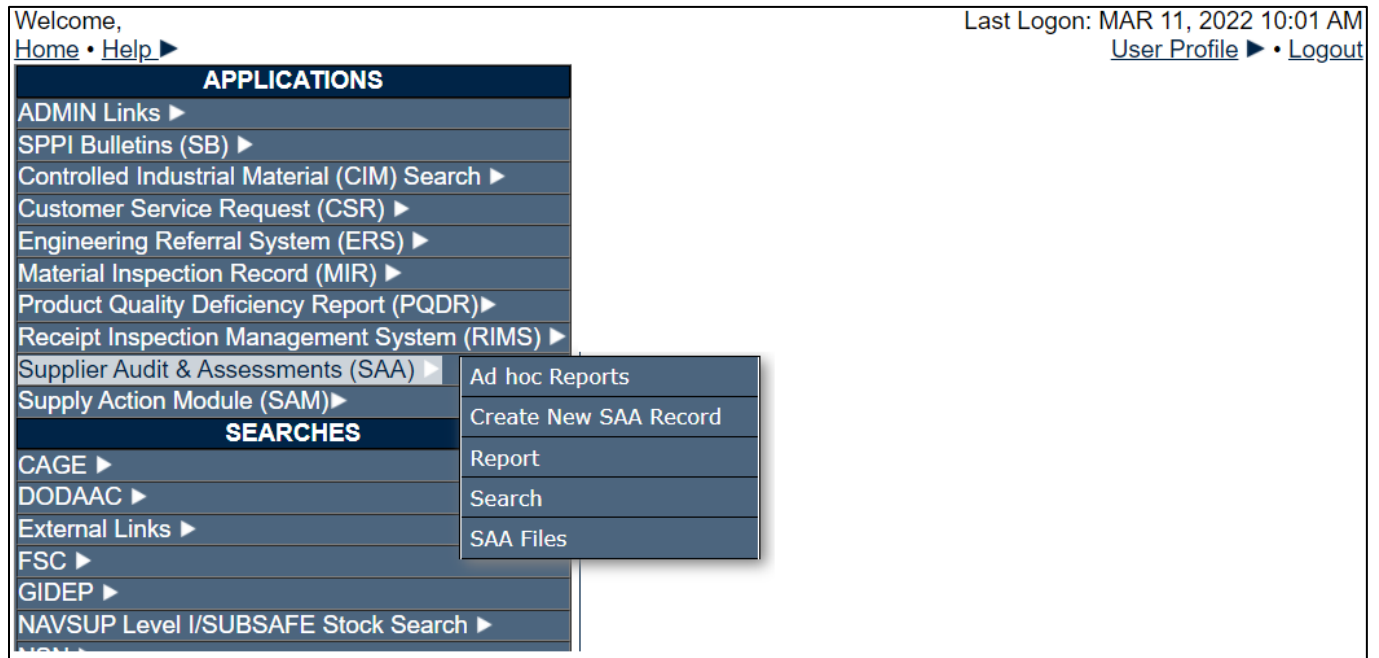 Welcome,
Last Logon: MAR 11, 2022 10:01 AM
Home • Help ▶
User Profile ▶ • Logout
APPLICATIONS
ADMIN Links ▶
SPPI Bulletins (SB) ▶
Controlled Industrial Material (CIM) Search ▶
Customer Service Request (CSR) ▶
Engineering Referral System (ERS) ▶
Material Inspection Record (MIR) ▶
Product Quality Deficiency Report (PQDR)▶
Receipt Inspection Management System (RIMS) ▶
Supplier Audit & Assessments (SAA) ▶
Supply Action Module (SAM)▶
Ad hoc Reports
Create New SAA Record
Report
Search
SAA Files
SEARCHES
CAGE ▶
DODAAC ▶
External Links ▶
FSC ▶
GIDEP ▶
NAVSUP Level I/SUBSAFE Stock Search ▶